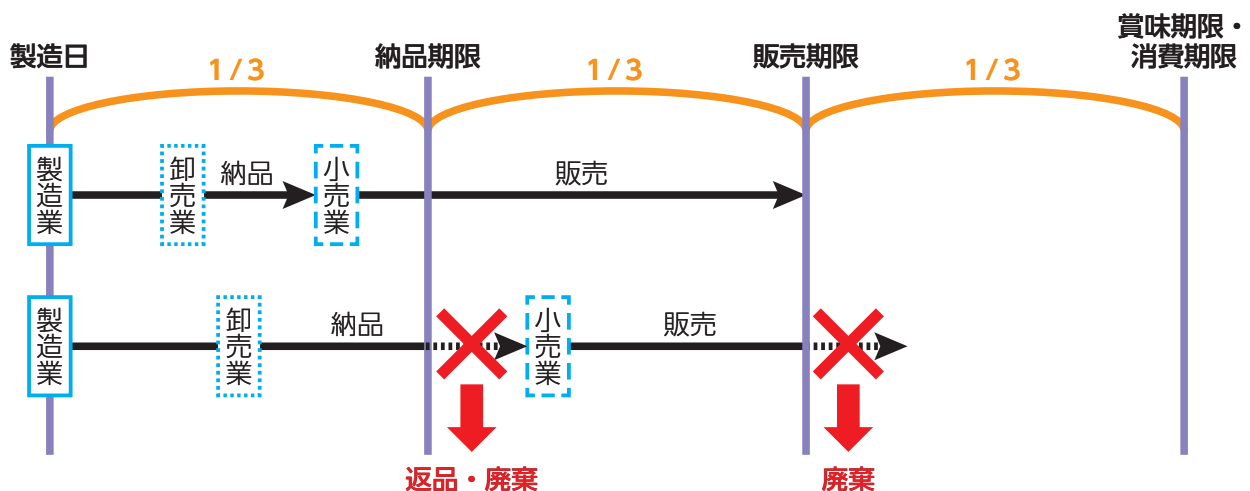 製造日
納品期限
販売期限
賞味期限・
消費期限
1/3
1/3
1/3
製造業
卸売業
納品
小売業
販売
製造業
卸売業
納品
小売業
販売
返品・廃棄
廃棄